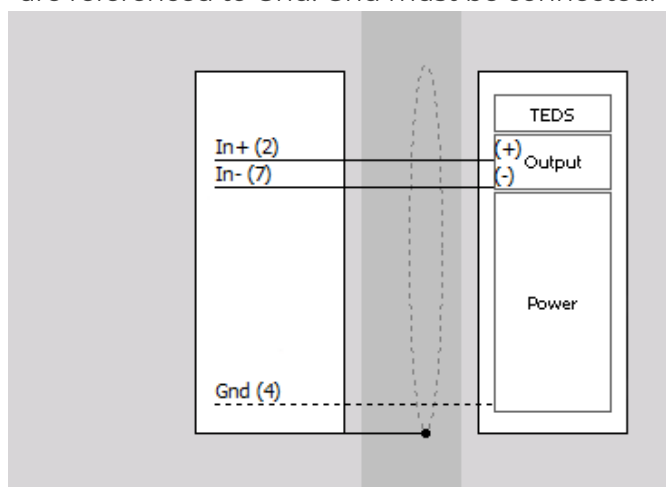 are referenced to Gnd. Gnd must be connected.
TEDS
In+ (2)
(+)
Output
In- (7)
(-)
Power
Gnd (4)